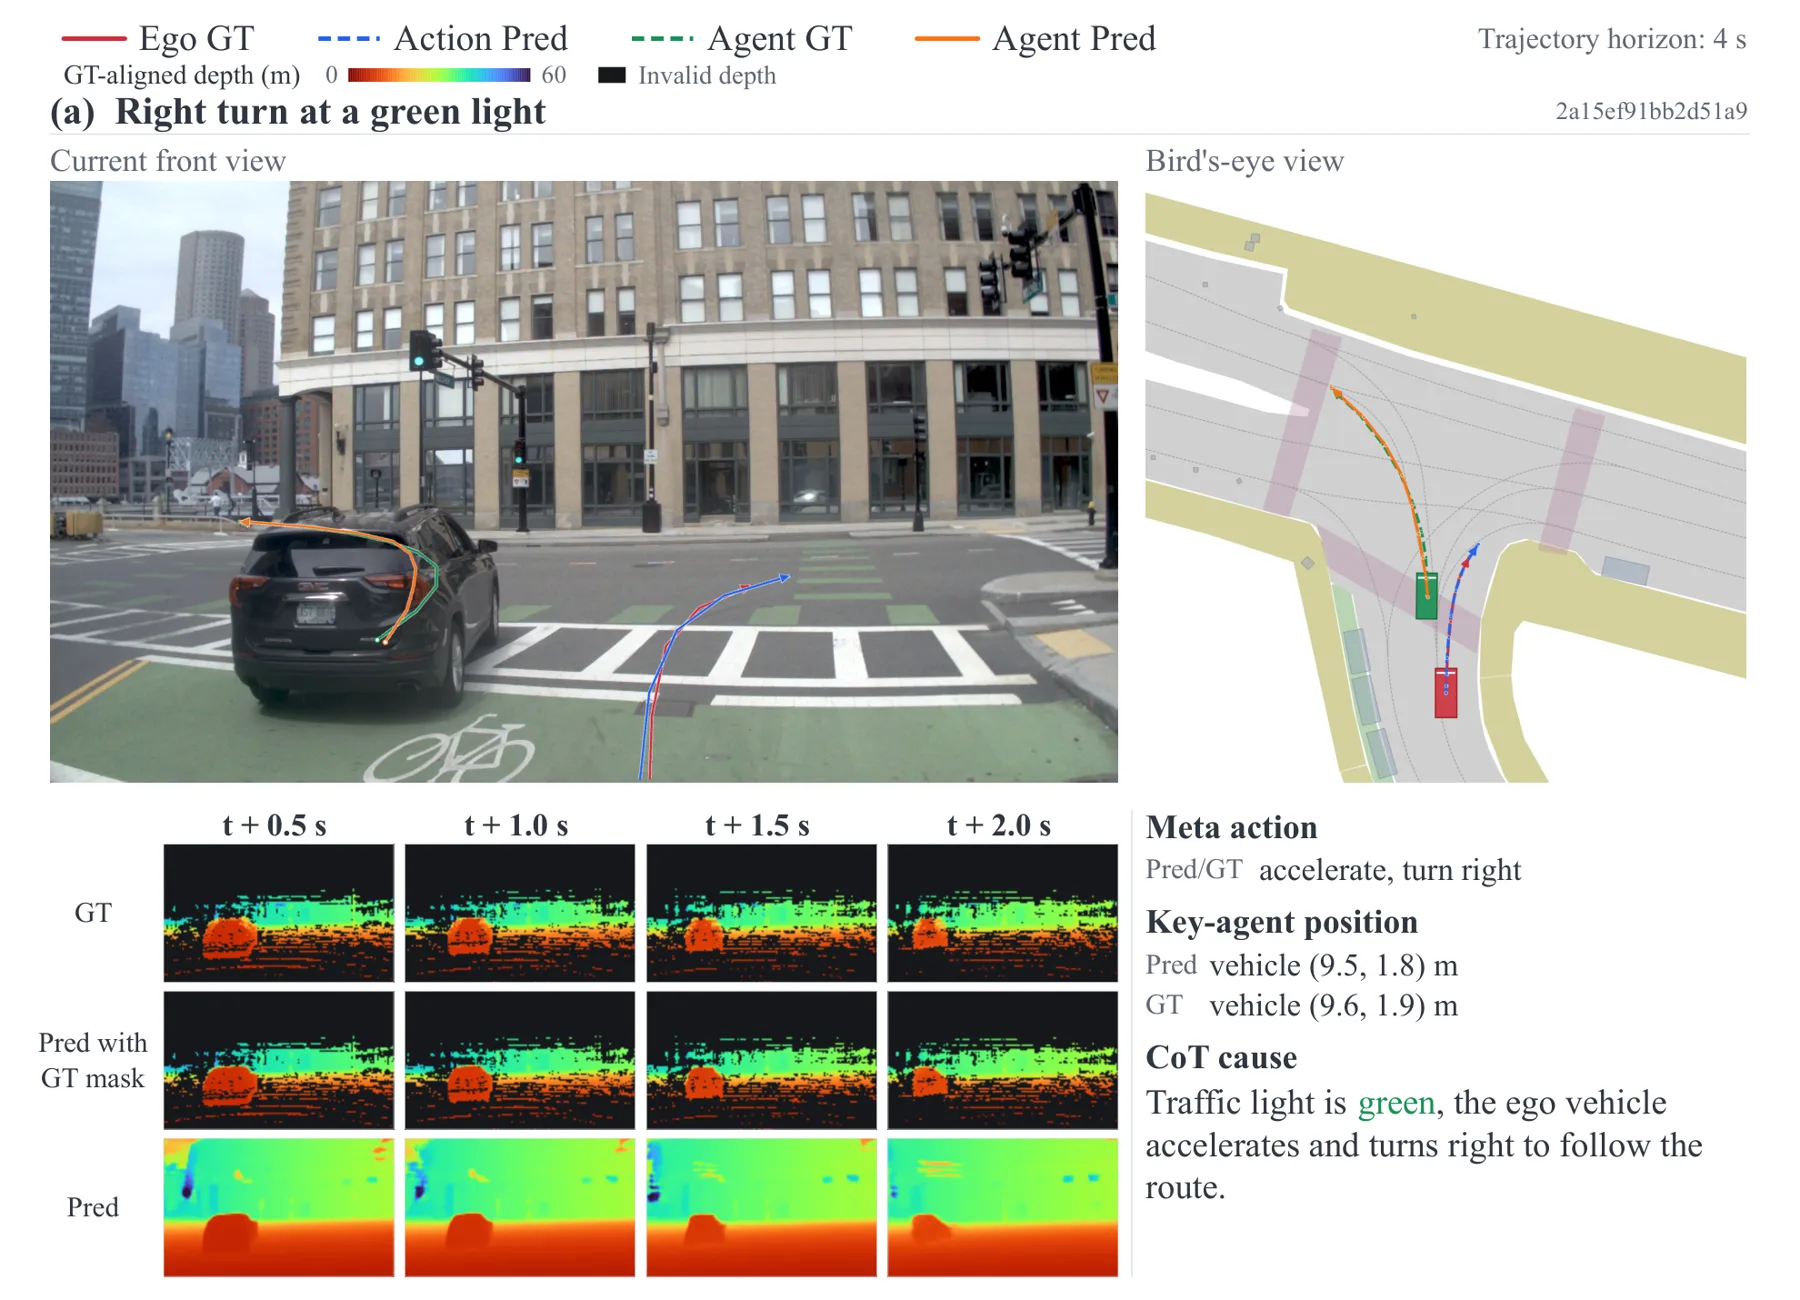 Ego GT Action Pred Agent GT Agent Pred Trajectory horizon: 4 s
GT-aligned depth (m) 0 60 Invalid depth
(a) Right turn at a green light 2a15ef91bb2d51a9
Current front view Bird's-eye view
t + 0.5 s t + 1.0 s t + 1.5 s t + 2.0 s
GT
Pred with
GT mask
Pred
Meta action
Pred/GT accelerate, turn right
Key-agent position
Pred vehicle (9.5, 1.8) m
GT vehicle (9.6, 1.9) m
CoT cause
Traffic light is green, the ego vehicle
accelerates and turns right to follow the
route.